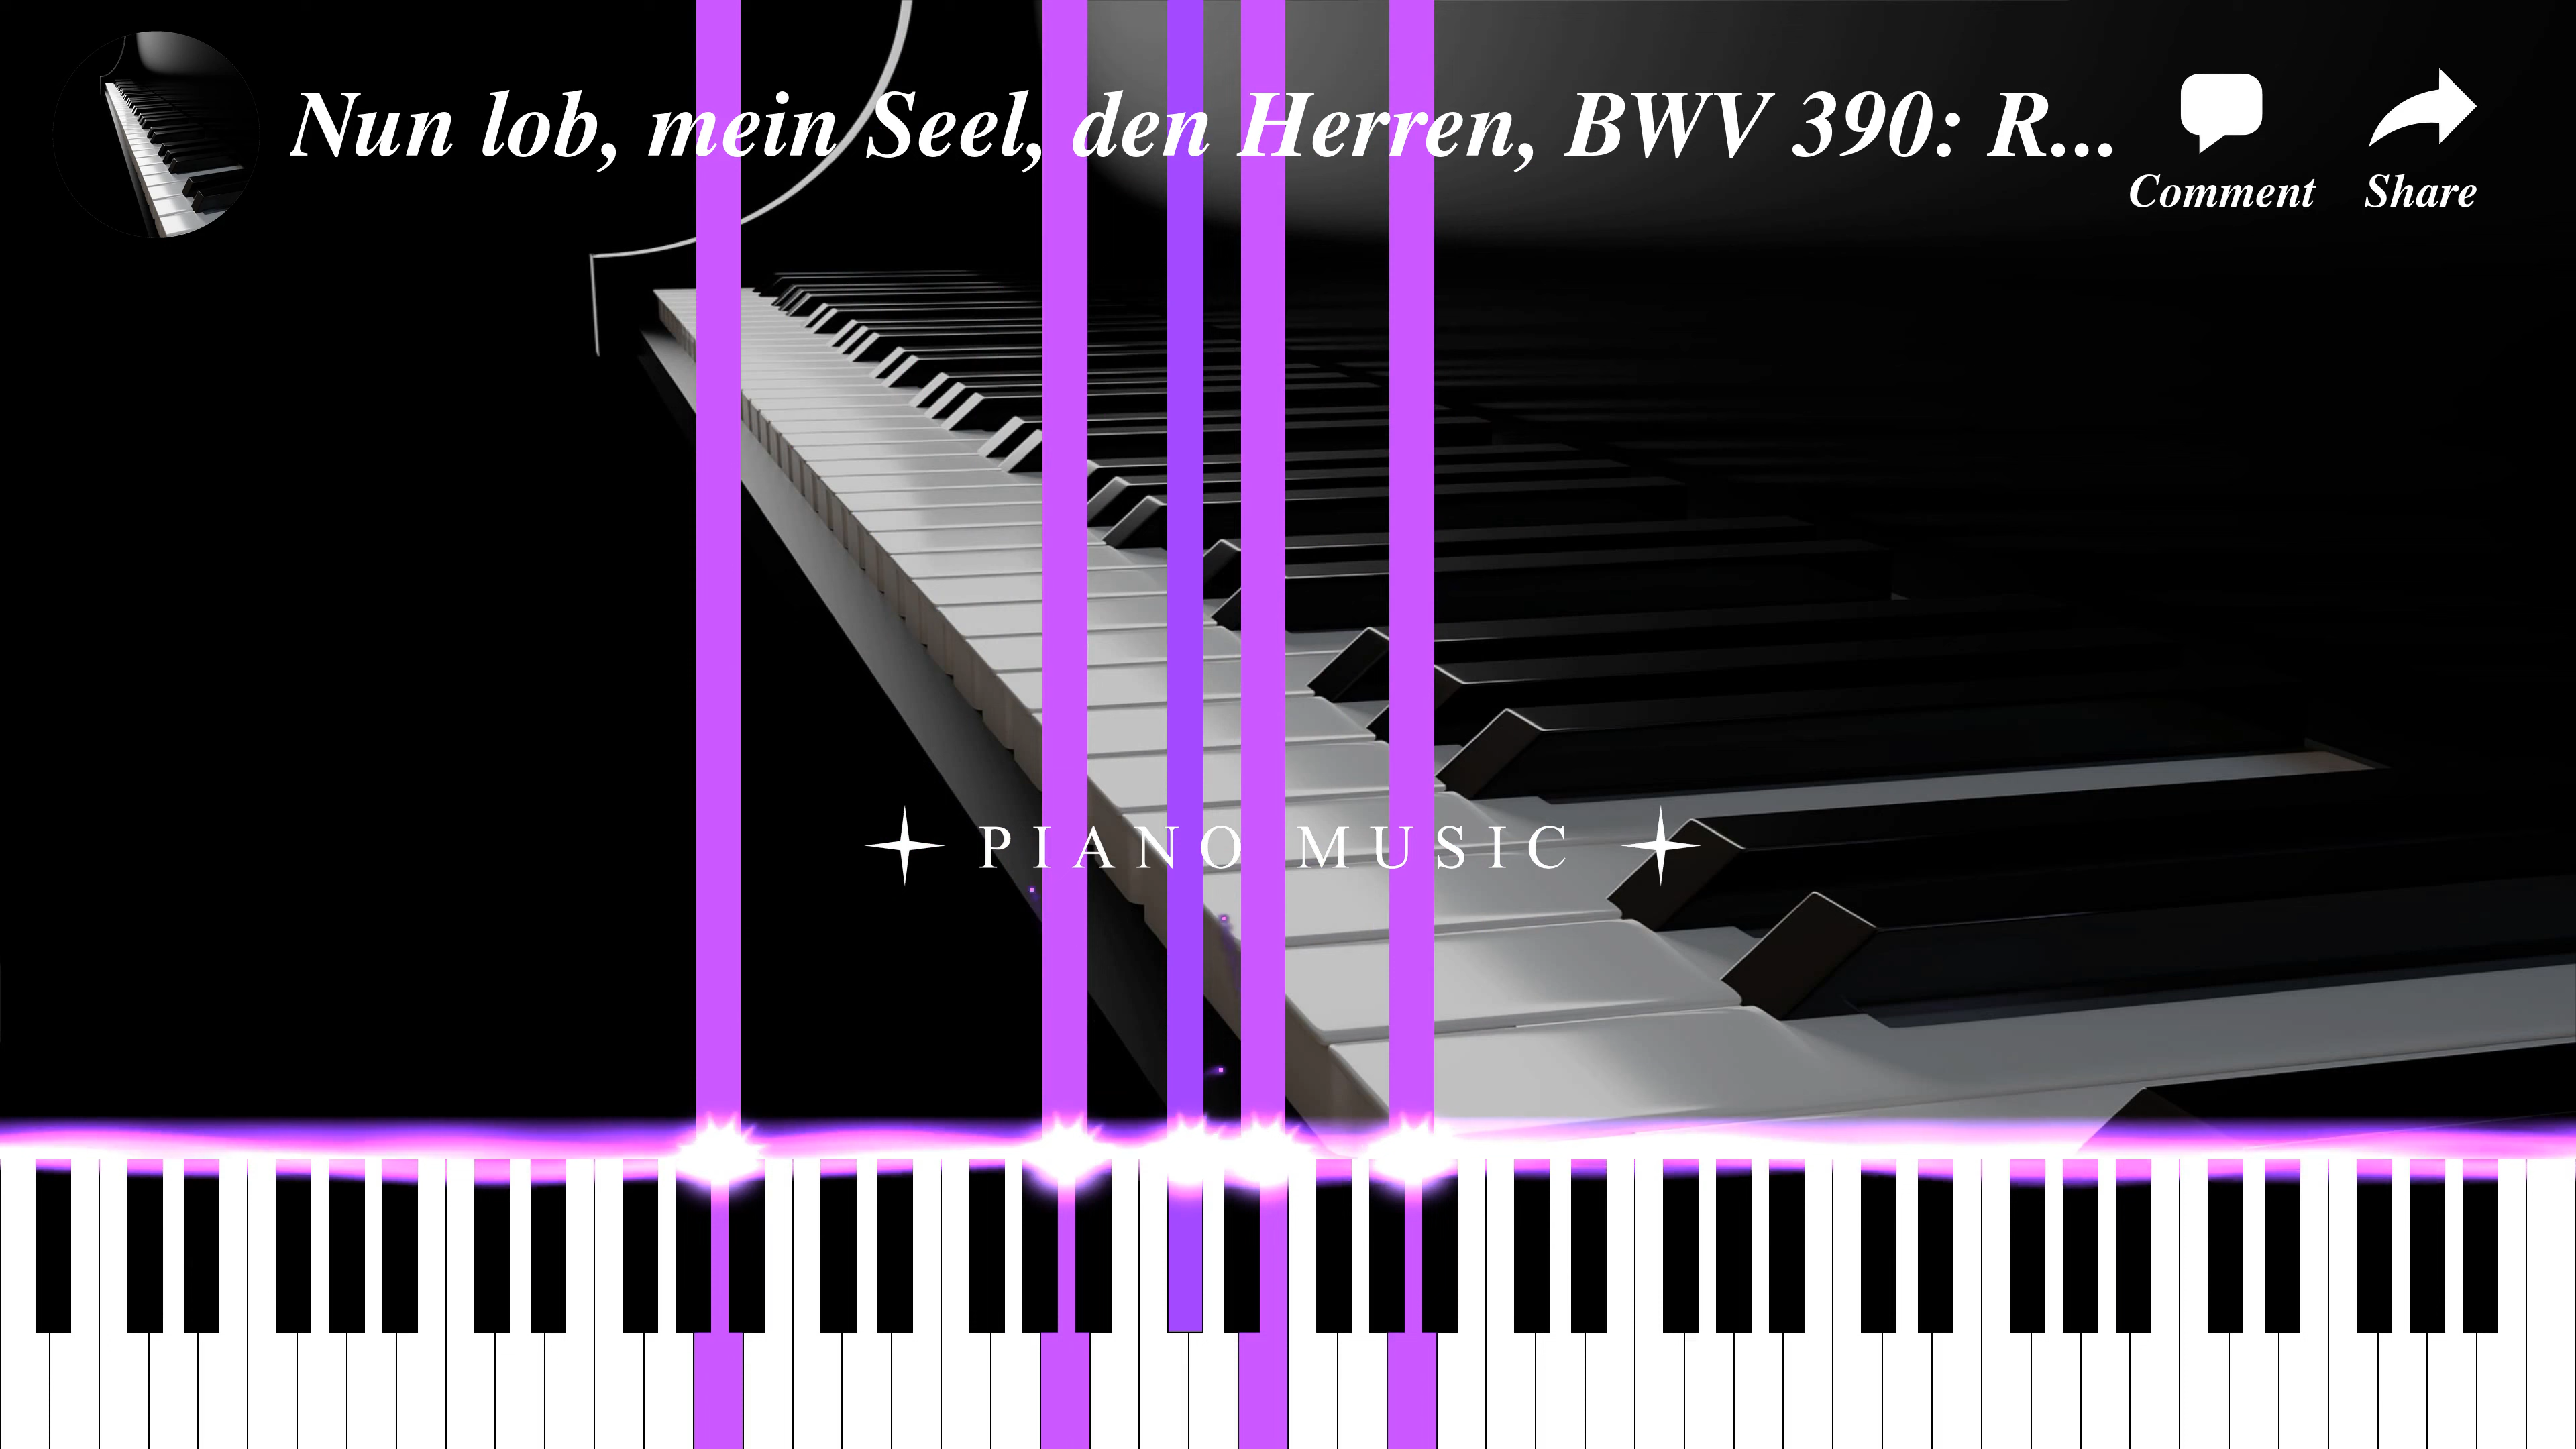 Nun lob, mein Seel, den Herren, BWV 390: R...
Comment
Share
PIANO MUSIC